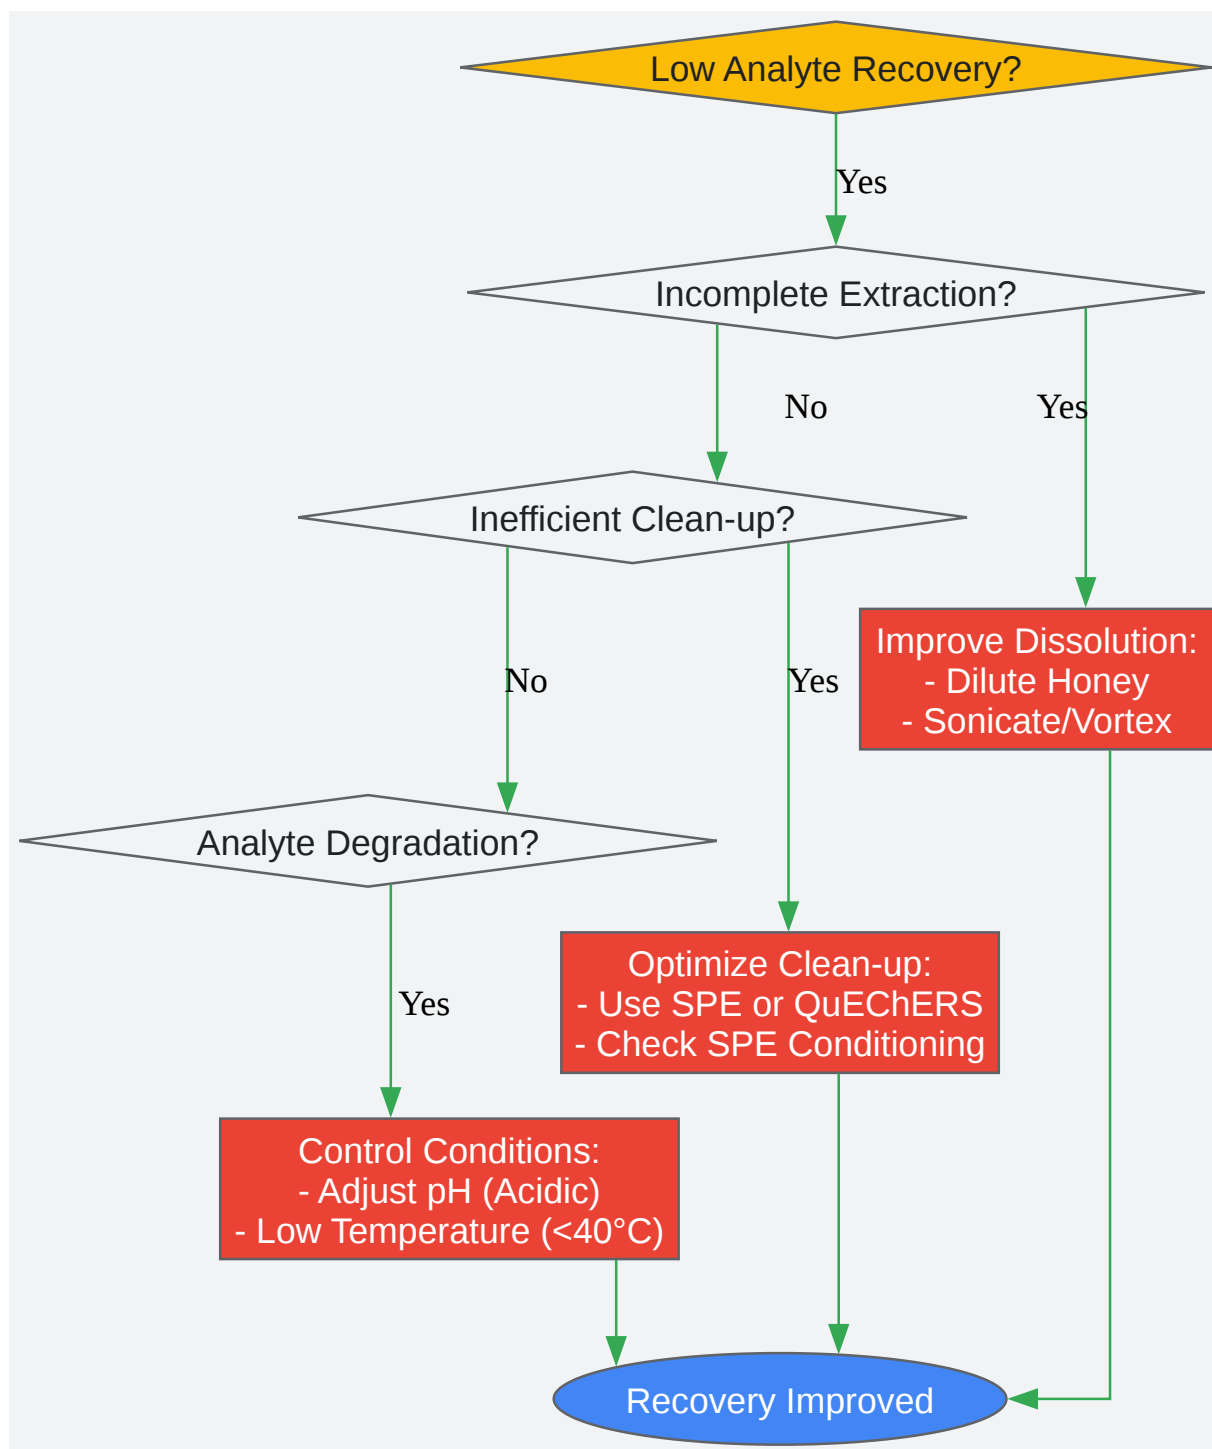 Low Analyte Recovery?
Yes
Incomplete Extraction?
No
Yes
Inefficient Clean-up?
Improve Dissolution:
- Dilute Honey
- Sonicate/Vortex
No
Yes
Analyte Degradation?
Optimize Clean-up:
- Use SPE or QuEChERS
- Check SPE Conditioning
Yes
Control Conditions:
- Adjust pH (Acidic)
- Low Temperature (<40°C)
Recovery Improved